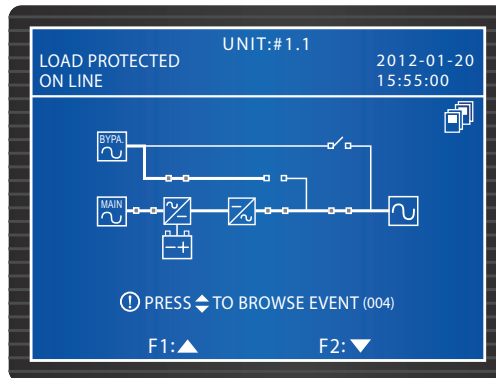 UNIT:#1.1
LOAD PROTECTED
ON LINE
2012-01-20
15:55:00
BYPA.
MAIN
PRESS TO BROWSE EVENT (004)
F1:
F2: